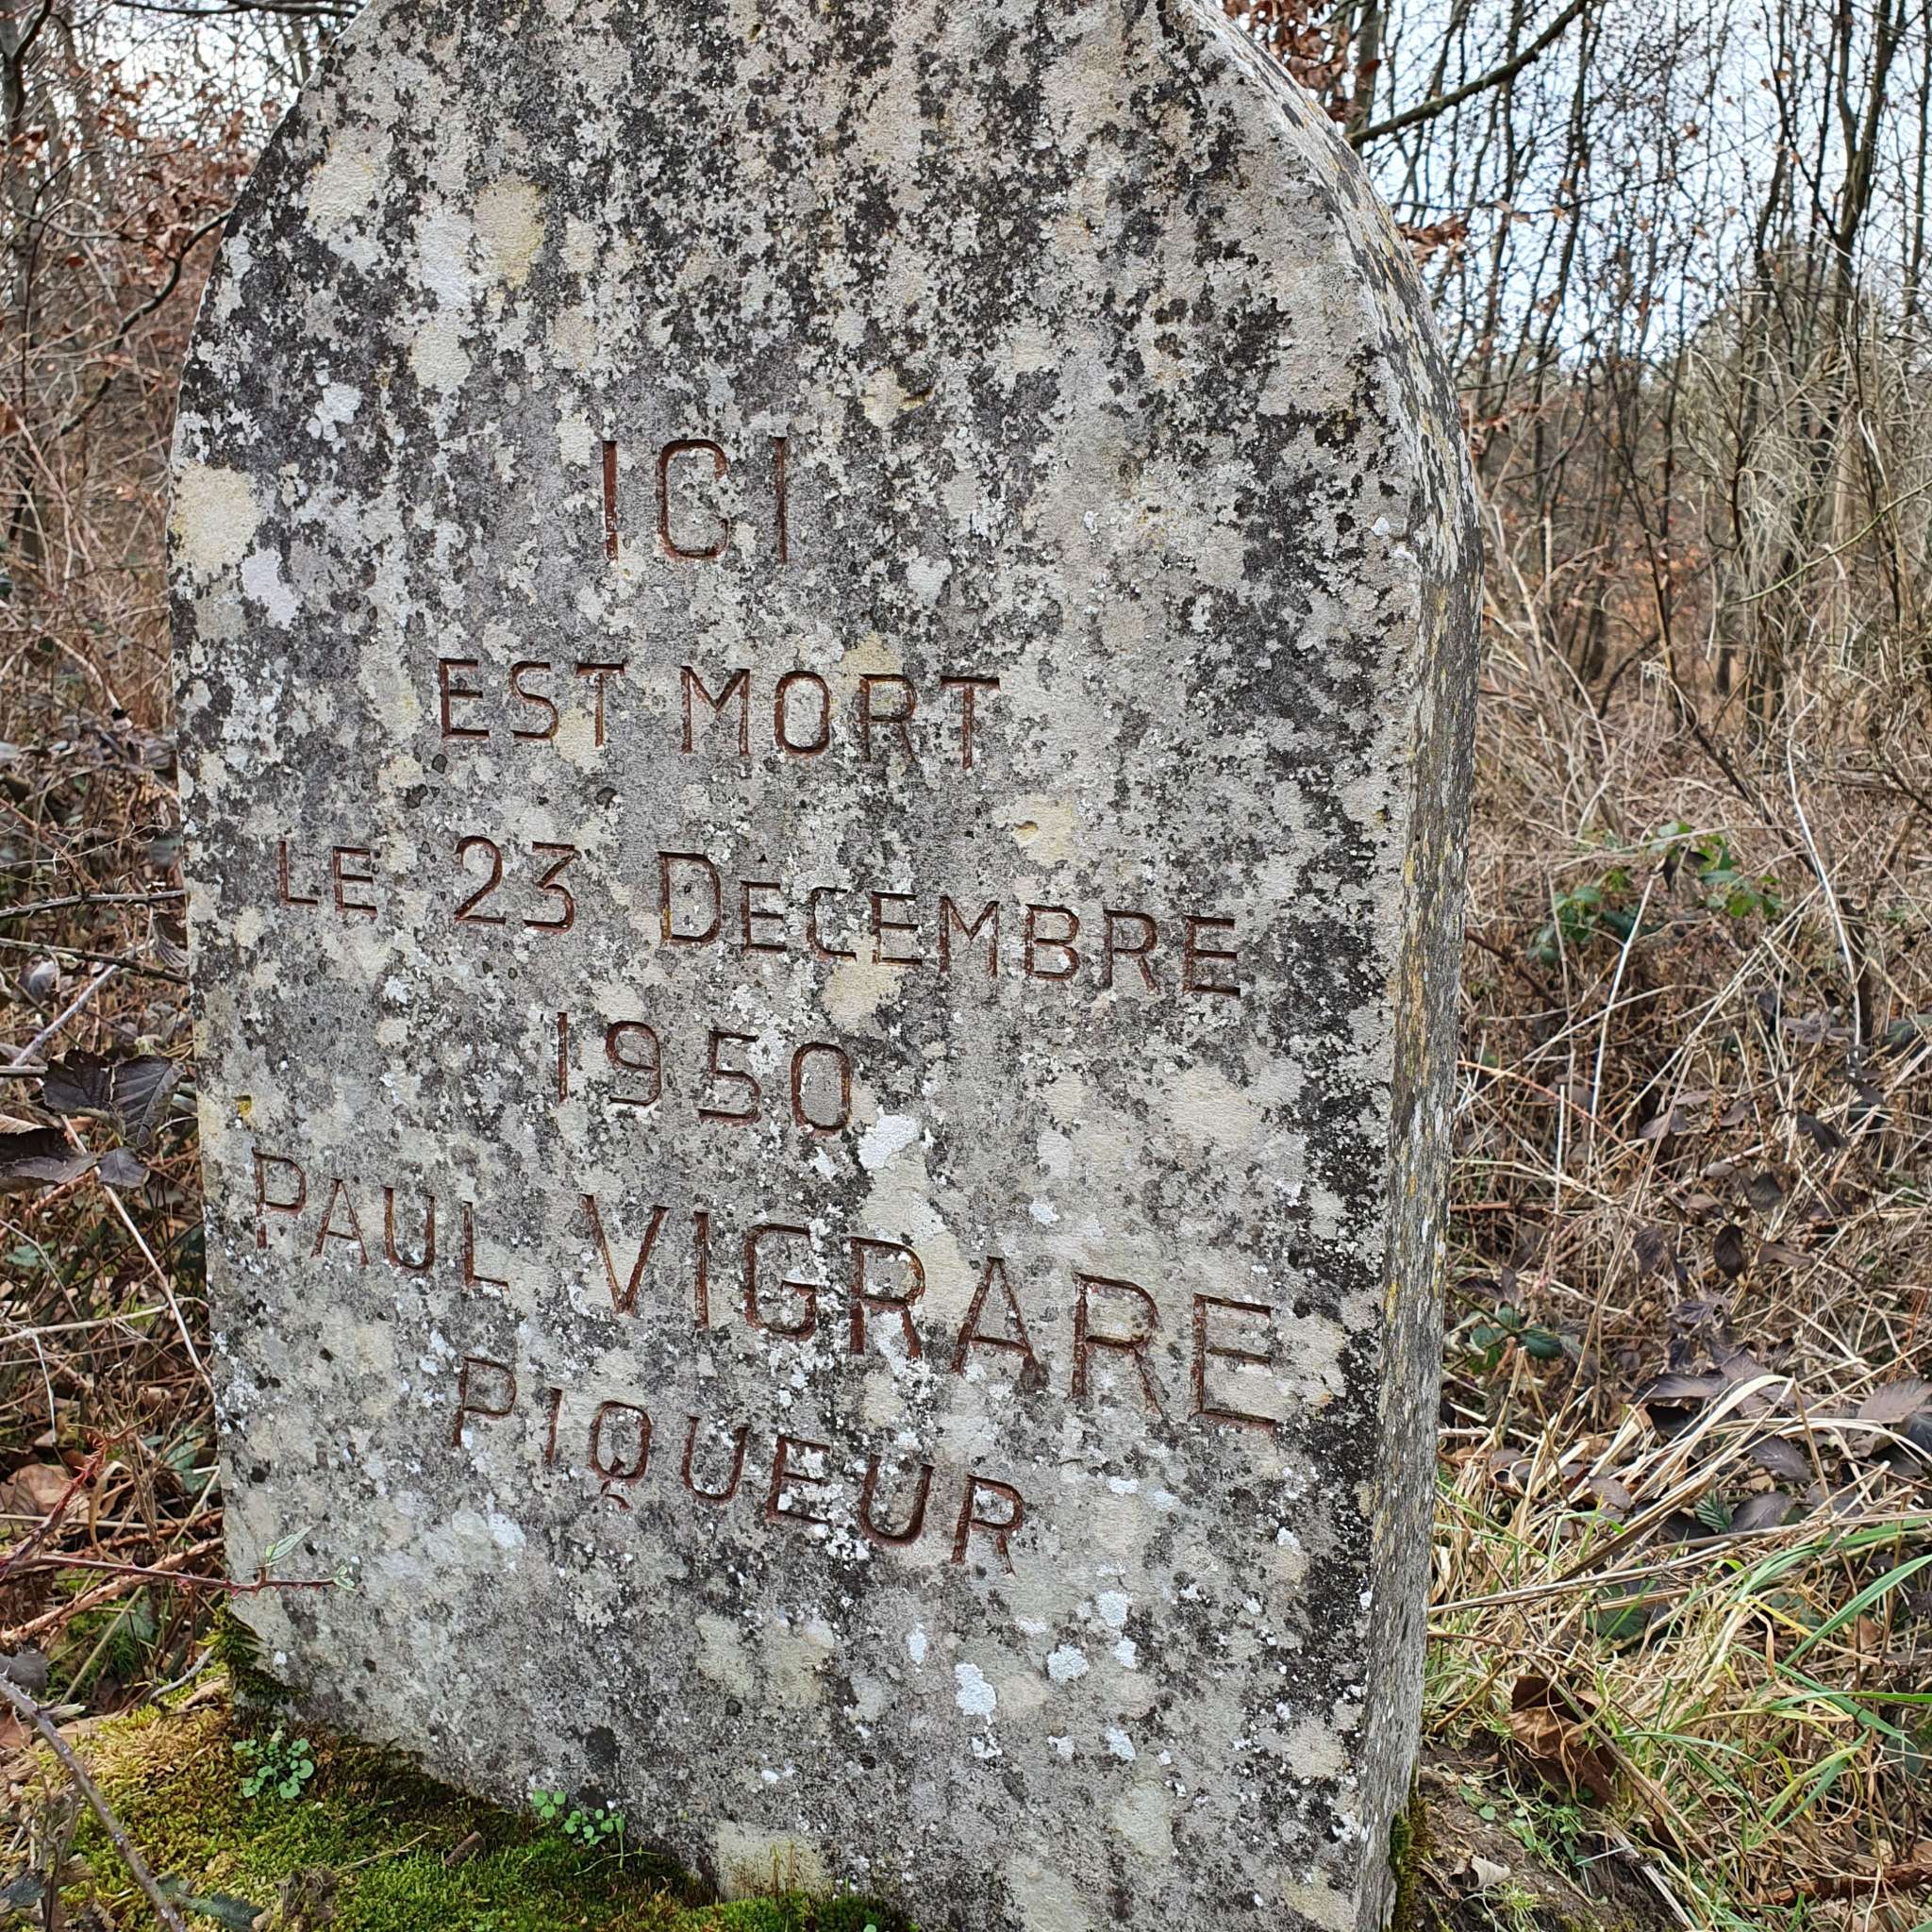 ICI
EST MORT
LE 23 DECEMBRE
1950
PAUL VIGRARE
PIQUEUR